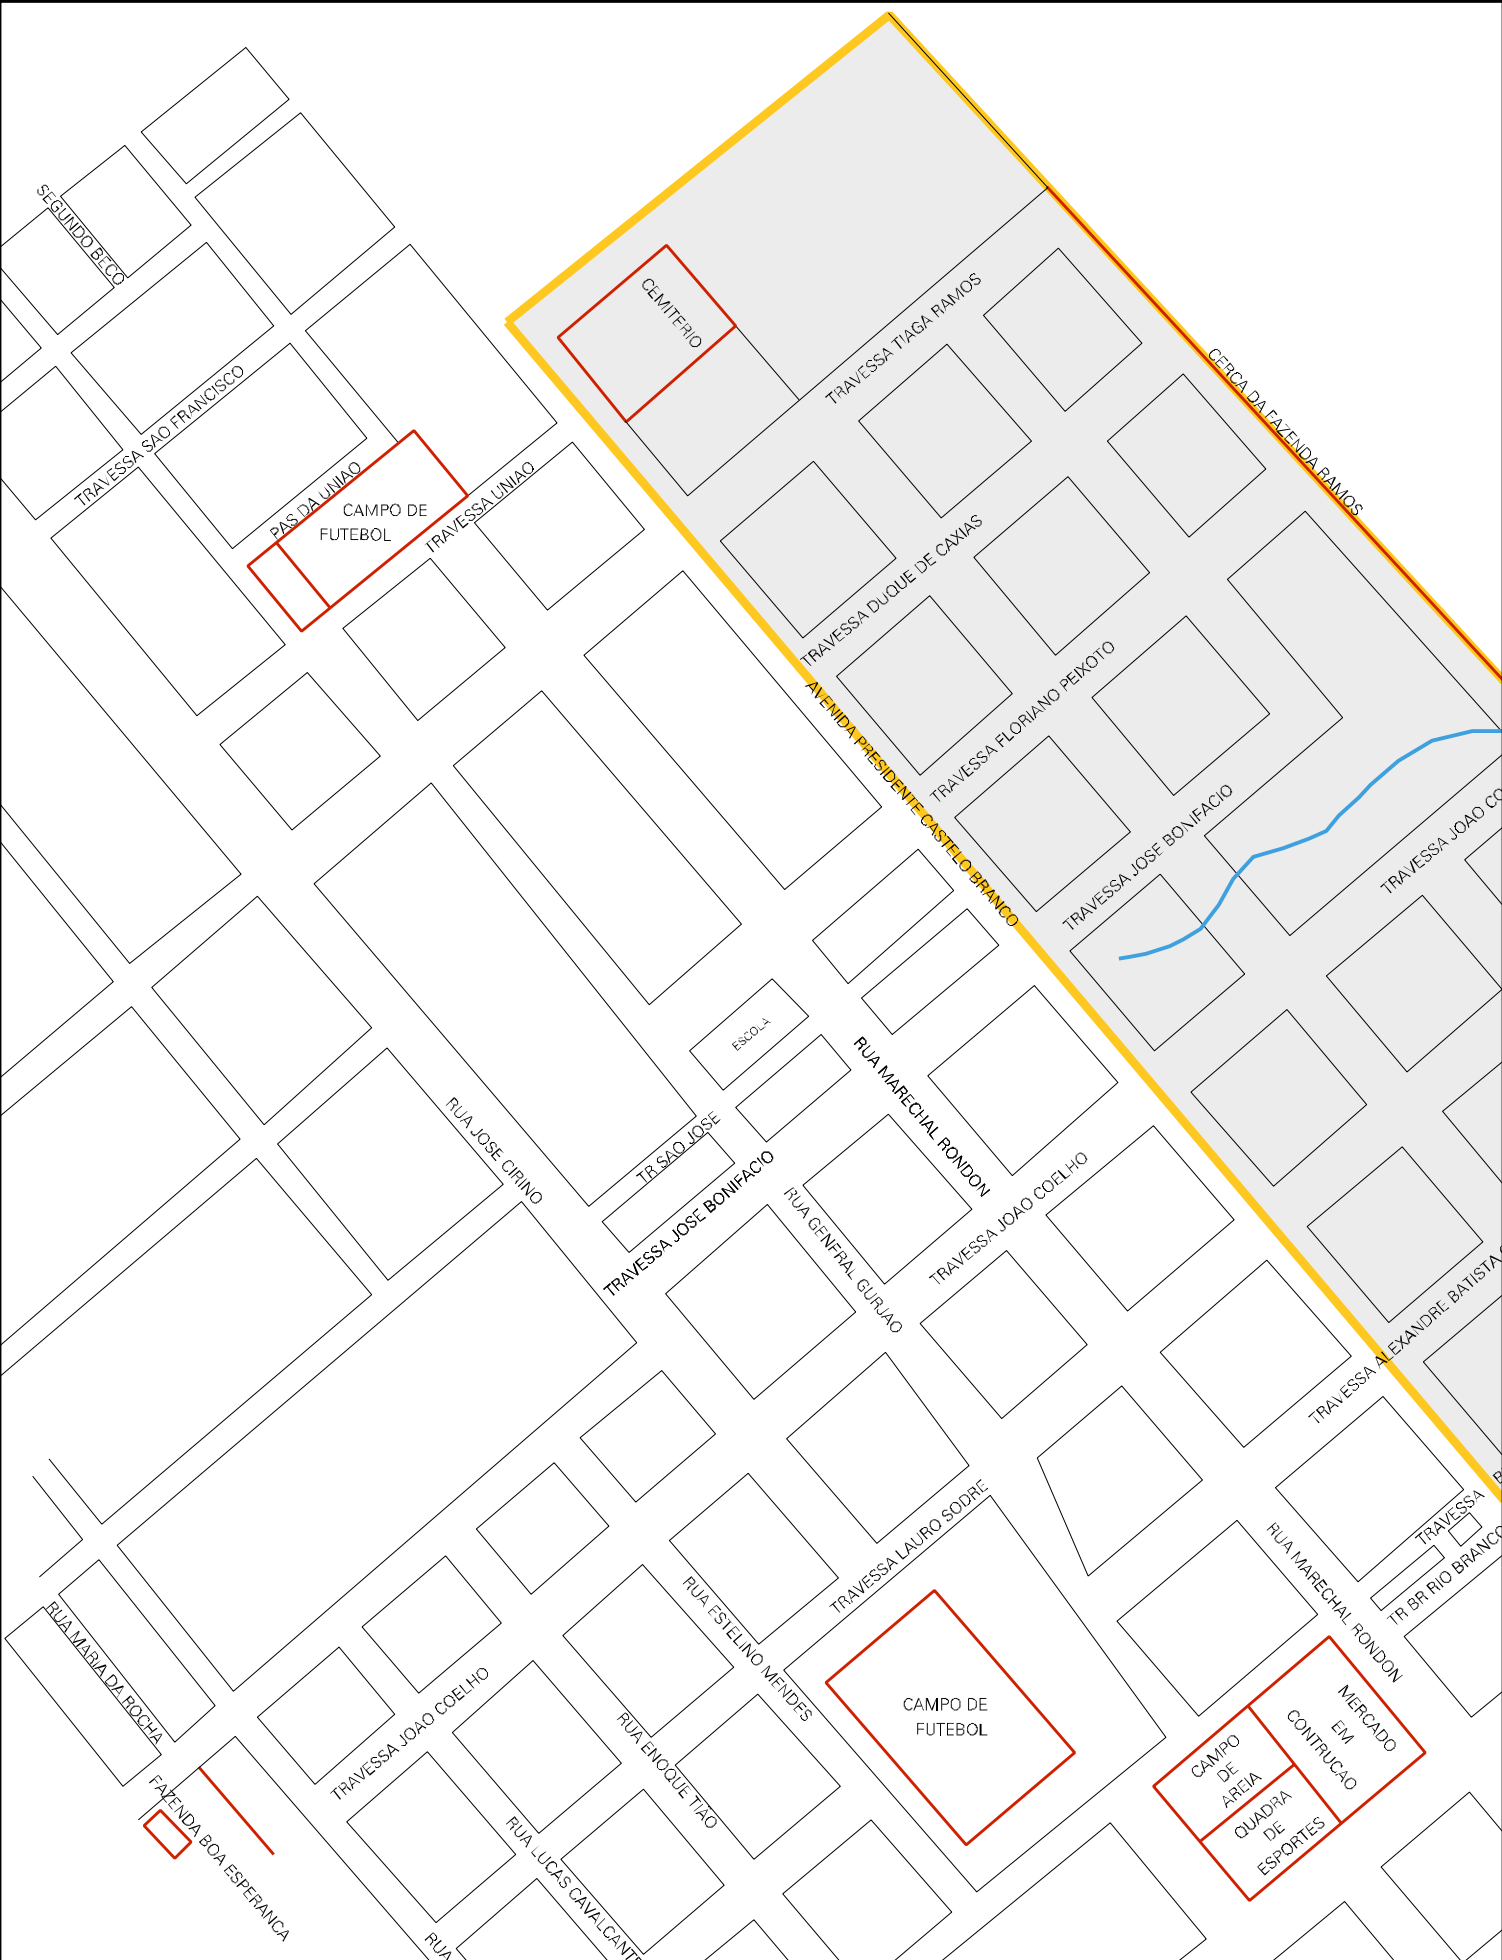 SEGUNDO BECO
CEMITERIO
TRAVESSA TIAGA RAMOS
CERCA DA FAZENDA RAMOS
TRAVESSA SAO FRANCISCO
PAS DA UNIAO
CAMPO DE
FUTEBOL
TRAVESSA UNIAO
TRAVESSA DUQUE DE CAXIAS
TRAVESSA FLORIANO PEIXOTO
AVENIDA PRESIDENTE CASTELO BRANCO
TRAVESSA JOSE BONIFACIO
TRAVESSA JOAO CO
ESCOLA
RUA MARECHAL RONDON
RUA JOSE CIRINO
TR SAO JOSE
TRAVESSA JOSE BONIFACIO
TRAVESSA JOAO COELHO
RUA GENFRAL GURJAO
TRAVESSA ALEXANDRE BATISTA
TRAVESSA LAURO SODRE
TRAVESSA
TR BR RIO BRANCO
RUA MARECHAL RONDON
RUA ESTELINO MENDES
RUA MARIA DA ROCHA
CAMPO DE
FUTEBOL
MERCADO
EM
CONTRUCAO
CAMPO
DE
AREIA
QUADRA
DE
ESPORTES
TRAVESSA JOAO COELHO
RUA ENOQUE TIAO
FAZENDA BOA ESPERANCA
RUA LUCAS CAVALCANTE
RUA